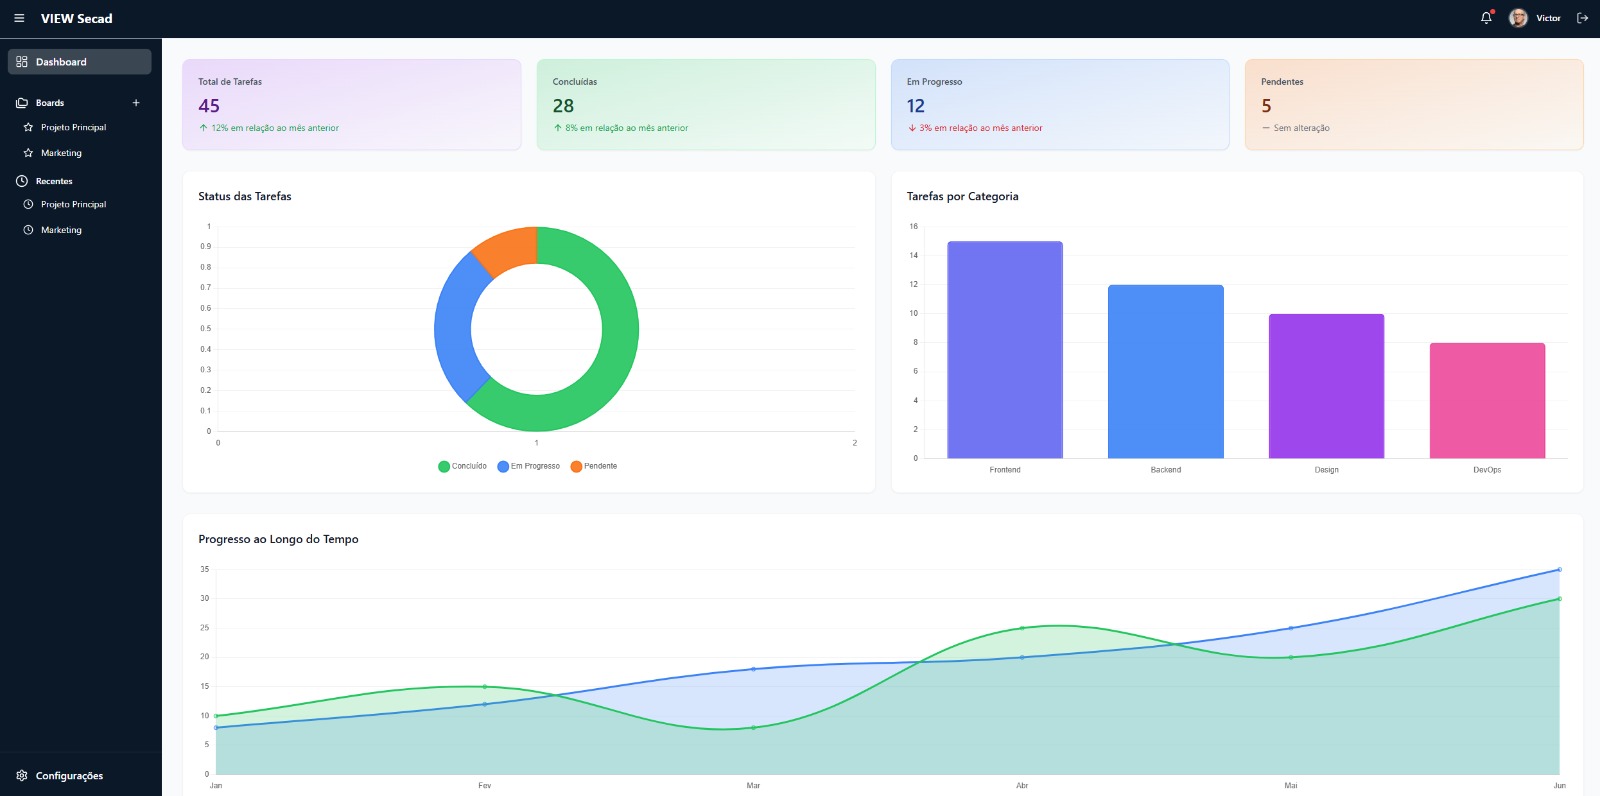 VIEW Secad
Victor
Dashboard
Boards
Projeto Principal
Marketing
Recentes
Projeto Principal
Marketing
Configurações
Total de Tarefas
45
12% em relação ao mês anterior
Concluídas
28
8% em relação ao mês anterior
Em Progresso
12
3% em relação ao mês anterior
Pendentes
5
Sem alteração
Status das Tarefas
1
0.9
0.8
0.7
0.6
0.5
0.4
0.3
0.2
0.1
0
0 1 2
Concluído Em Progresso Pendente
Tarefas por Categoria
16
14
12
10
8
6
4
2
0
Frontend Backend Design DevOps
Progresso ao Longo do Tempo
35
30
25
20
15
10
5
0
Jan Fev Mar Abr Mai Jun